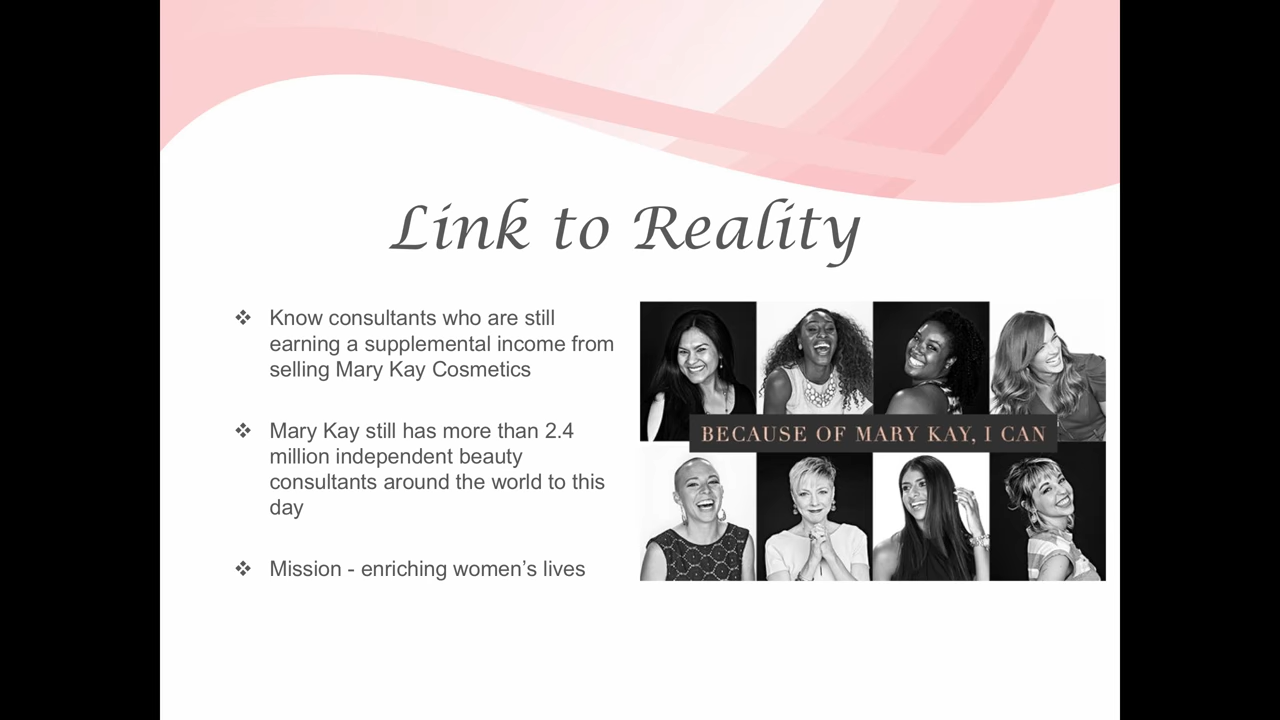 Link to Reality
❖ Know consultants who are still
earning a supplemental income from
selling Mary Kay Cosmetics
❖ Mary Kay still has more than 2.4
million independent beauty
consultants around the world to this
day
❖ Mission - enriching women’s lives
BECAUSE OF MARY KAY, I CAN